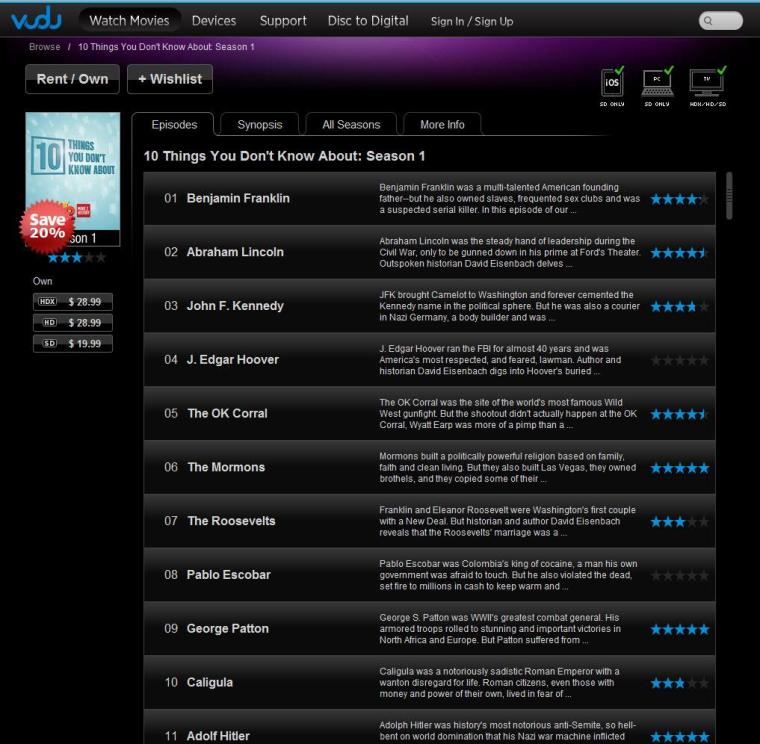 vudu Watch Movies Devices Support Disc to Digital Sign In / Sign Up
Browse / 10 Things You Don't Know About: Season 1
Rent / Own + Wishlist
iOS PC TV
SD ONLY SD ONLY HDX/HD/SD
10 THINGS
YOU DON'T
KNOW ABOUT
Save
20%
son 1
Own
HDX $ 28.99
HD $ 28.99
SD $ 19.99
Episodes Synopsis All Seasons More Info
10 Things You Don't Know About: Season 1
01 Benjamin Franklin
Benjamin Franklin was a multi-talented American founding
father--but he also owned slaves, frequented sex clubs and was
a suspected serial killer. In this episode of our ...
02 Abraham Lincoln
Abraham Lincoln was the steady hand of leadership during the
Civil War, only to be gunned down in his prime at Ford's Theater.
Outspoken historian David Eisenbach delves ...
03 John F. Kennedy
JFK brought Camelot to Washington and forever cemented the
Kennedy name in the political sphere. But he was also a courier
in Nazi Germany, a body builder and was ...
04 J. Edgar Hoover
J. Edgar Hoover ran the FBI for almost 40 years and was
America's most respected, and feared, lawman. Author and
historian David Eisenbach digs into Hoover's buried ...
05 The OK Corral
The OK Corral was the site of the world's most famous Wild
West gunfight. But the shootout didn't actually happen at the OK
Corral, Wyatt Earp was more of a pimp than a ...
06 The Mormons
Mormons built a politically powerful religion based on family,
faith and clean living. But they also built Las Vegas, they owned
brothels, and they copied some of their ...
07 The Roosevelts
Franklin and Eleanor Roosevelt were Washington's first couple
with a New Deal. But historian and author David Eisenbach
reveals that the Roosevelts' marriage was a ...
08 Pablo Escobar
Pablo Escobar was Colombia's king of cocaine, a man his own
government was afraid to touch. But he also violated the dead,
set fire to millions in cash to keep warm and ...
09 George Patton
George S. Patton was WWII's greatest combat general. His
armored troops rolled to stunning and important victories in
North Africa and Europe. But Patton suffered from ...
10 Caligula
Caligula was a notoriously sadistic Roman Emperor with a
wanton disregard for life. Roman citizens, even those with
money and power of their own, lived in fear of ...
11 Adolf Hitler
Adolph Hitler was history's most notorious anti-Semite, so hell-
bent on world domination that his Nazi war machine inflicted